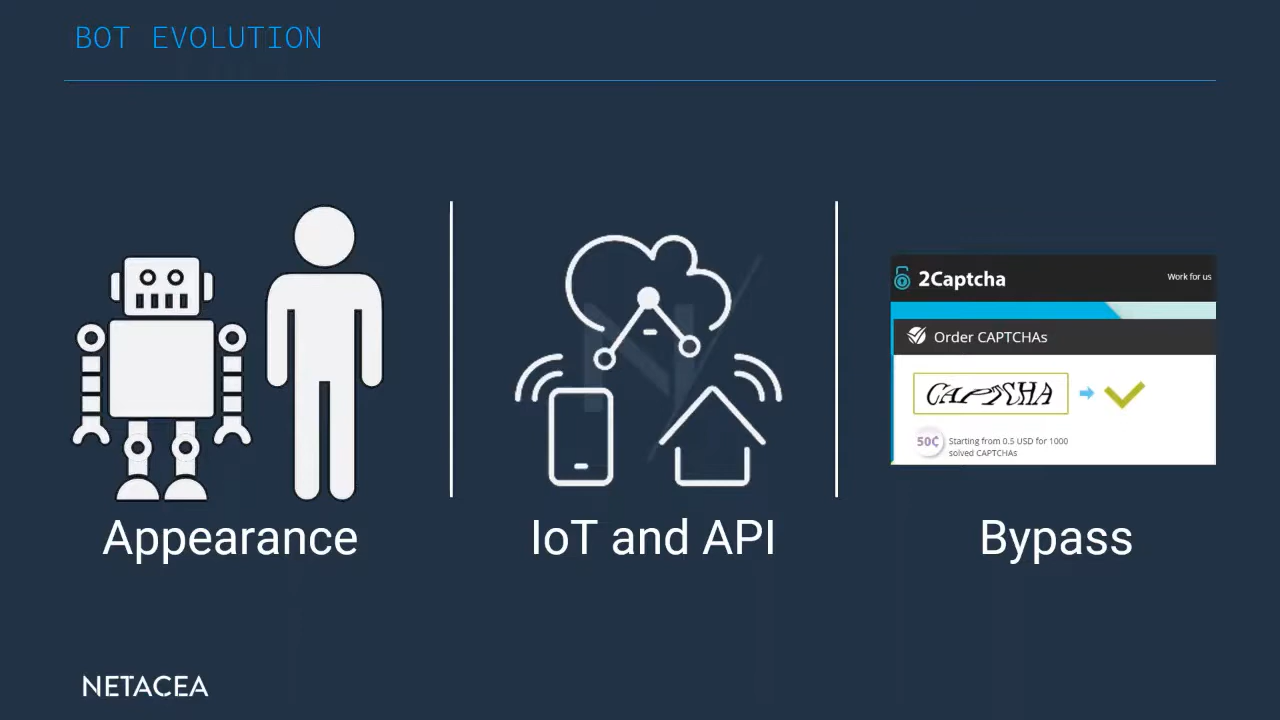 BOT EVOLUTION
2Captcha
Work for us
Order CAPTCHAs
CAPTCHA
50¢
Starting from 0.5 USD for 1000
solved CAPTCHAs
Appearance
IoT and API
Bypass
NETACEA